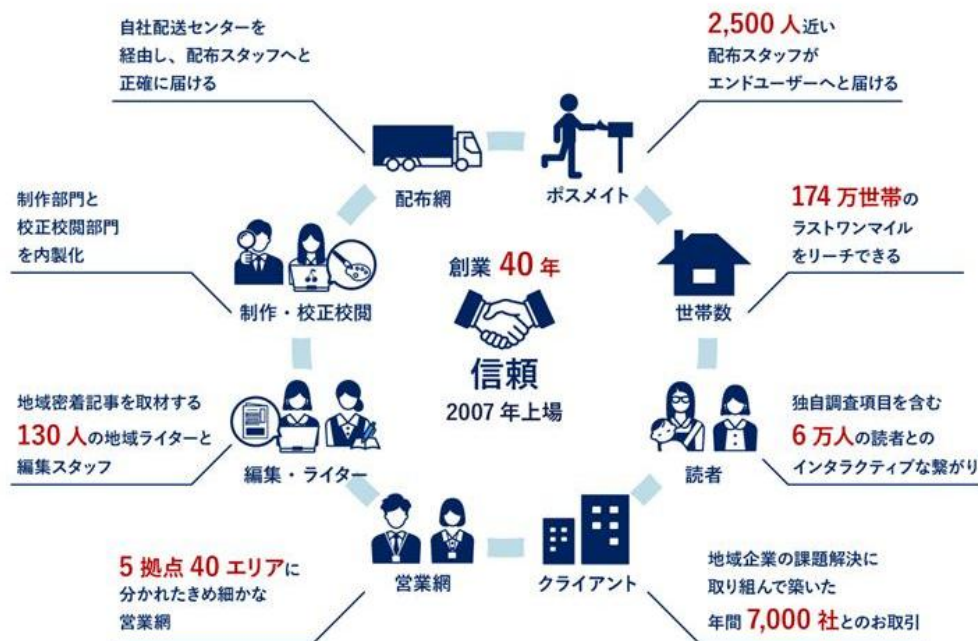 自社配送センターを
経由し、配布スタッフへと
正確に届ける
2,500 人近い
配布スタッフが
エンドユーザーへと届ける
配布網
ポスメイト
制作部門と
校正校閲部門
を内製化
174 万世帯の
ラストワンマイル
をリーチできる
制作・校正校閲
世帯数
創業 40 年
信頼
2007 年上場
地域密着記事を取材する
130 人の地域ライターと
編集スタッフ
編集・ライター
独自調査項目を含む
6 万人の読者との
インタラクティブな繋がり
読者
5 拠点 40 エリアに
分かれたきめ細かな
営業網
営業網
クライアント
地域企業の課題解決に
取り組んで築いた
年間 7,000 社とのお取引